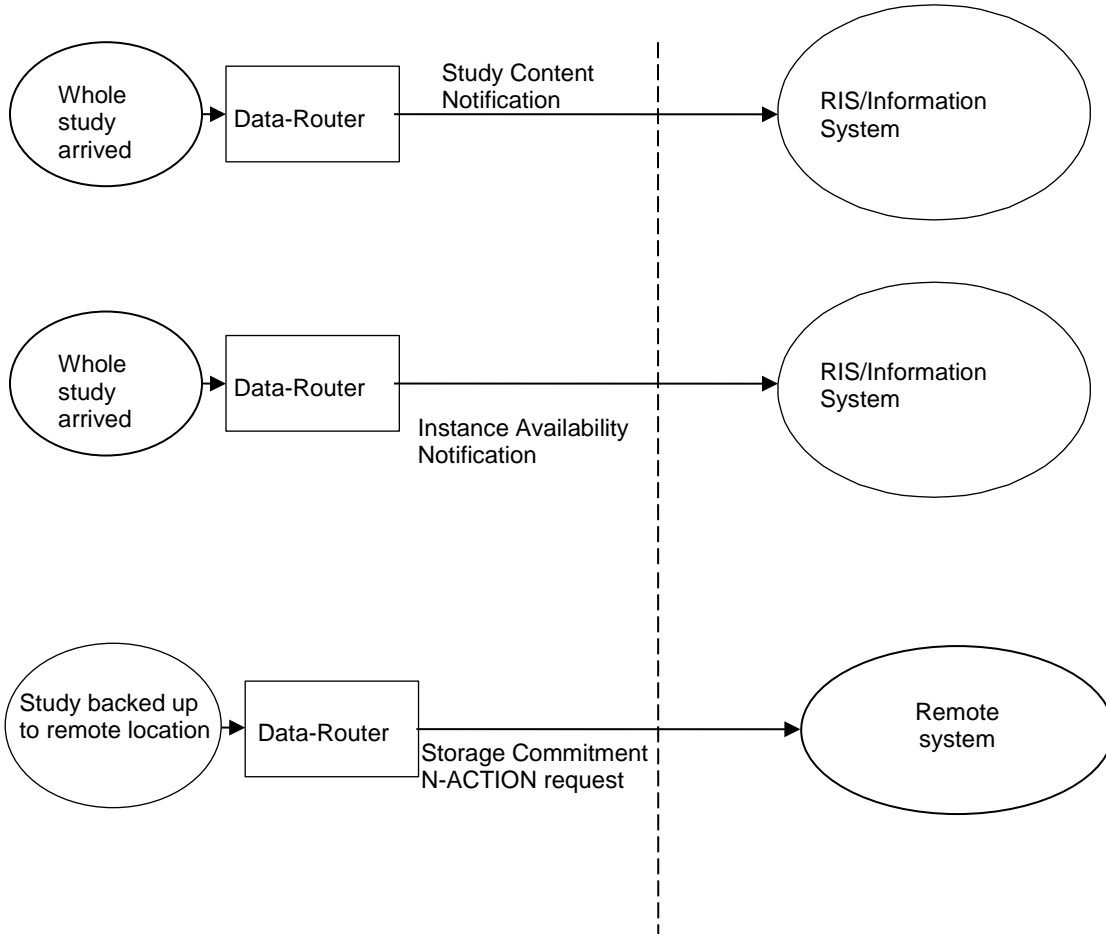 Whole
study
arrived
Data-Router
Study Content
Notification
RIS/Information
System
Whole
study
arrived
Data-Router
Instance Availability
Notification
RIS/Information
System
Study backed up
to remote location
Data-Router
Storage Commitment
N-ACTION request
Remote
system